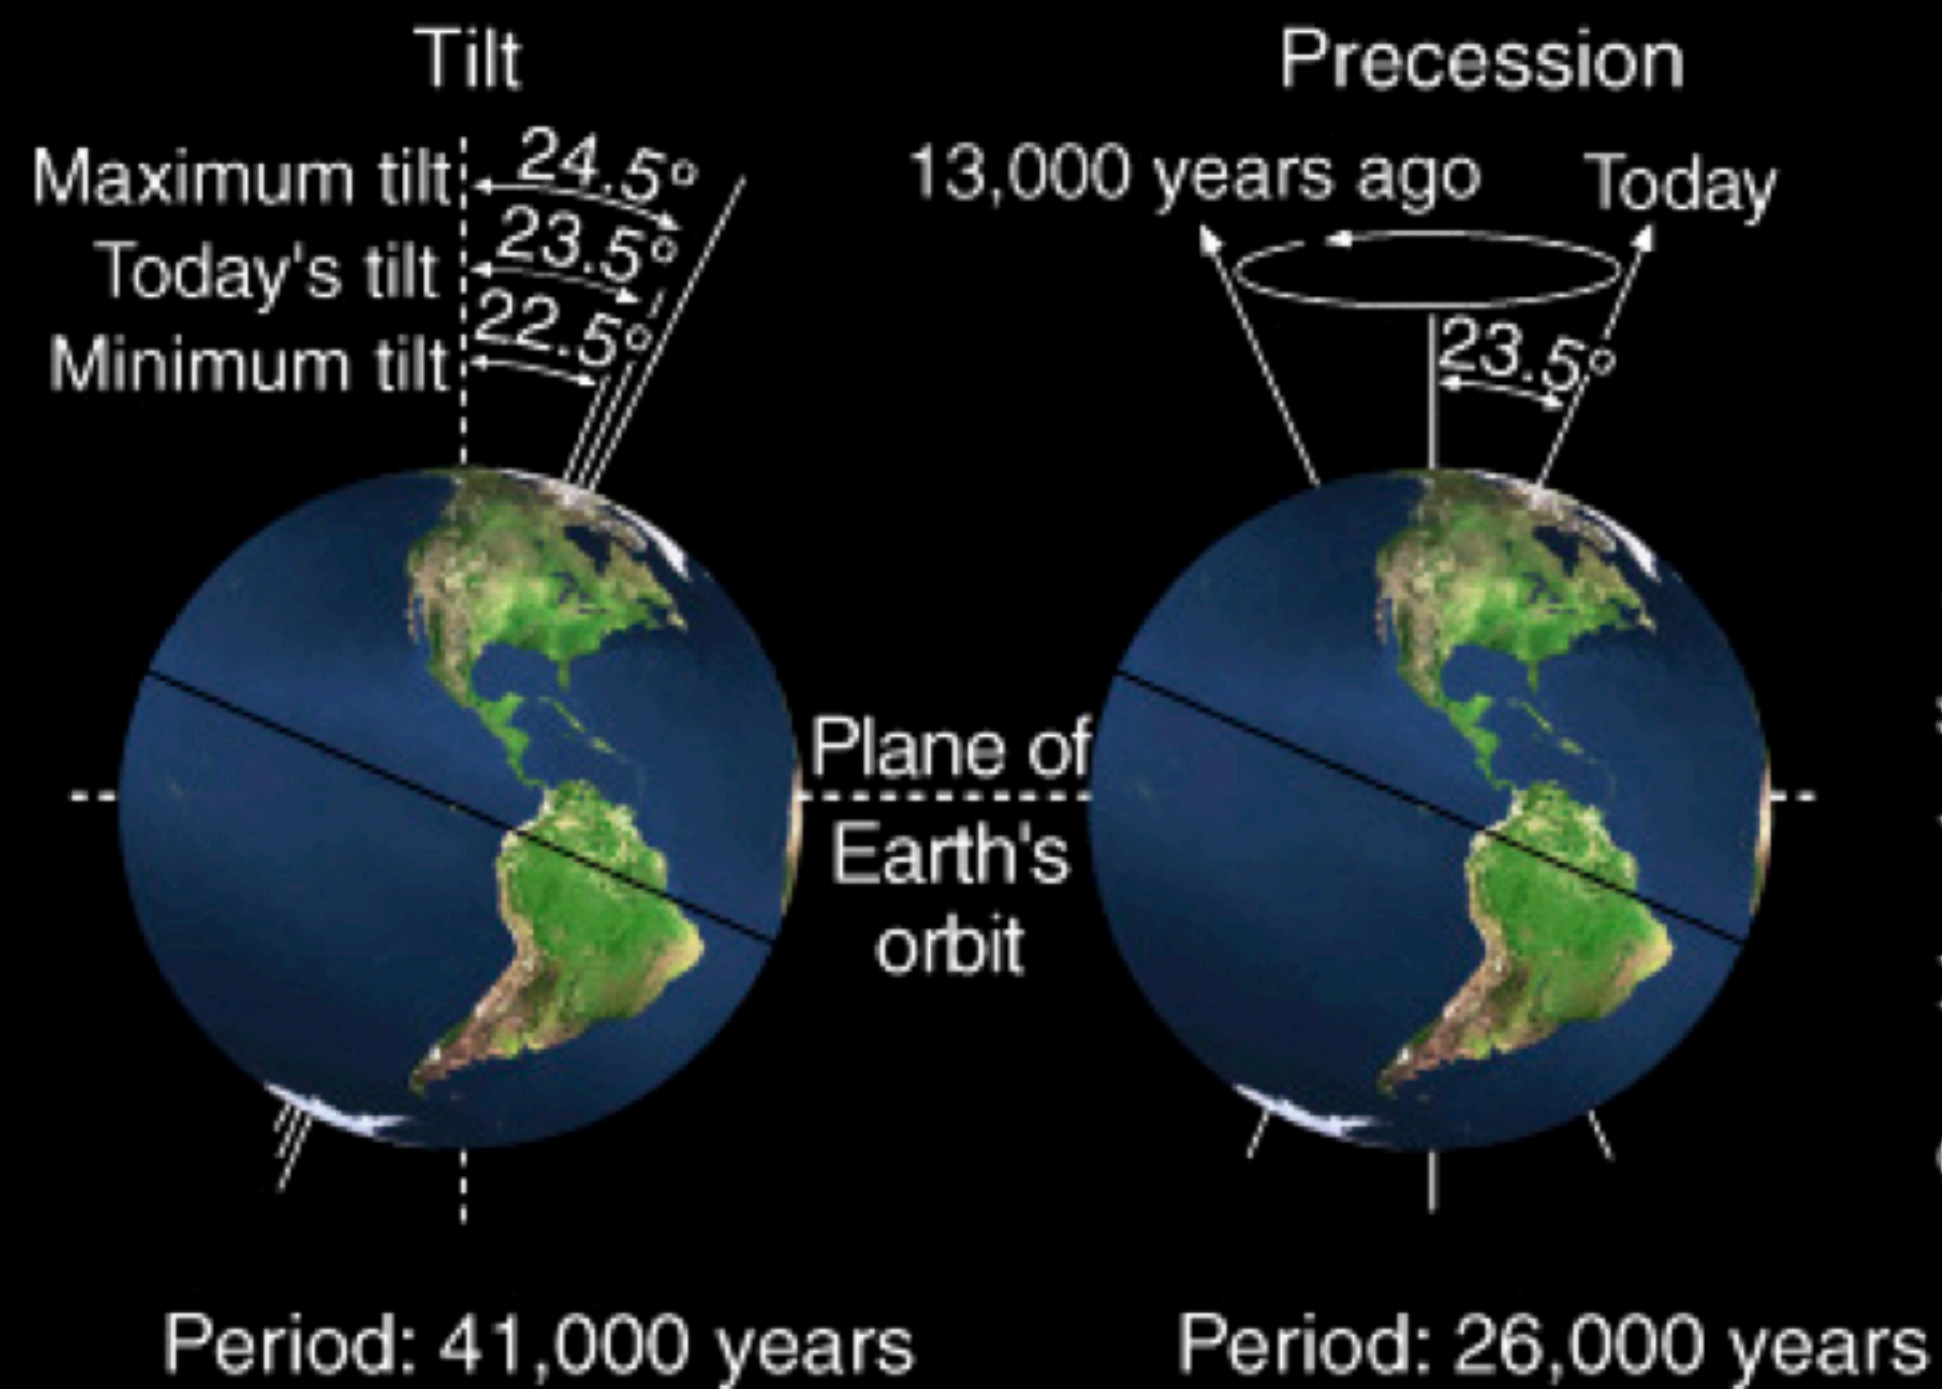 Tilt
Maximum tilt
24.5°
Today's tilt
23.5°
Minimum tilt
22.5°
Precession
13,000 years ago
Today
23.5°
Plane of
Earth's
orbit
Period: 41,000 years
Period: 26,000 years